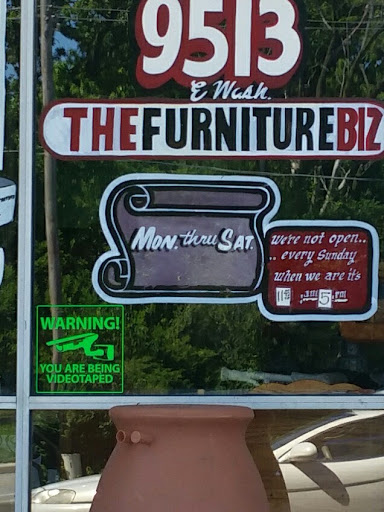 9513
E Wash.
THEFURNITUREBIZ
Mon. thru Sat.
we're not open..
.. every Sunday
when we are it's
5 pm
WARNING!
YOU ARE BEING
VIDEOTAPED